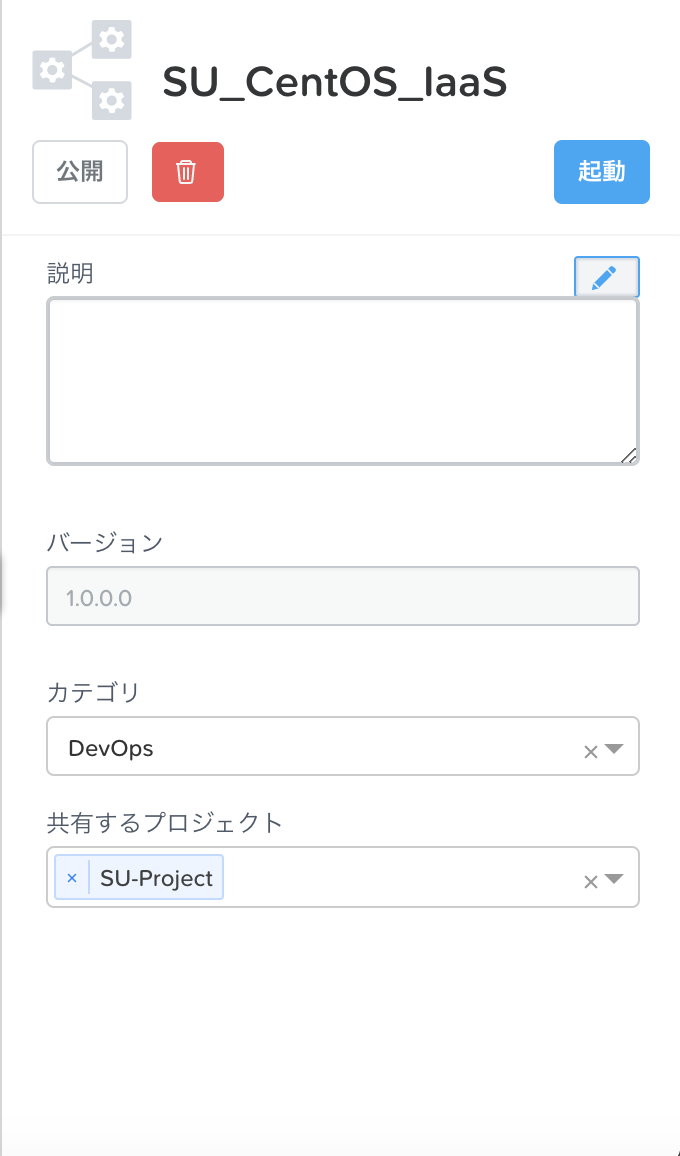 SU_CentOS_IaaS
公開
起動
説明
バージョン
1.0.0.0
カテゴリ
DevOps
共有するプロジェクト
× SU-Project